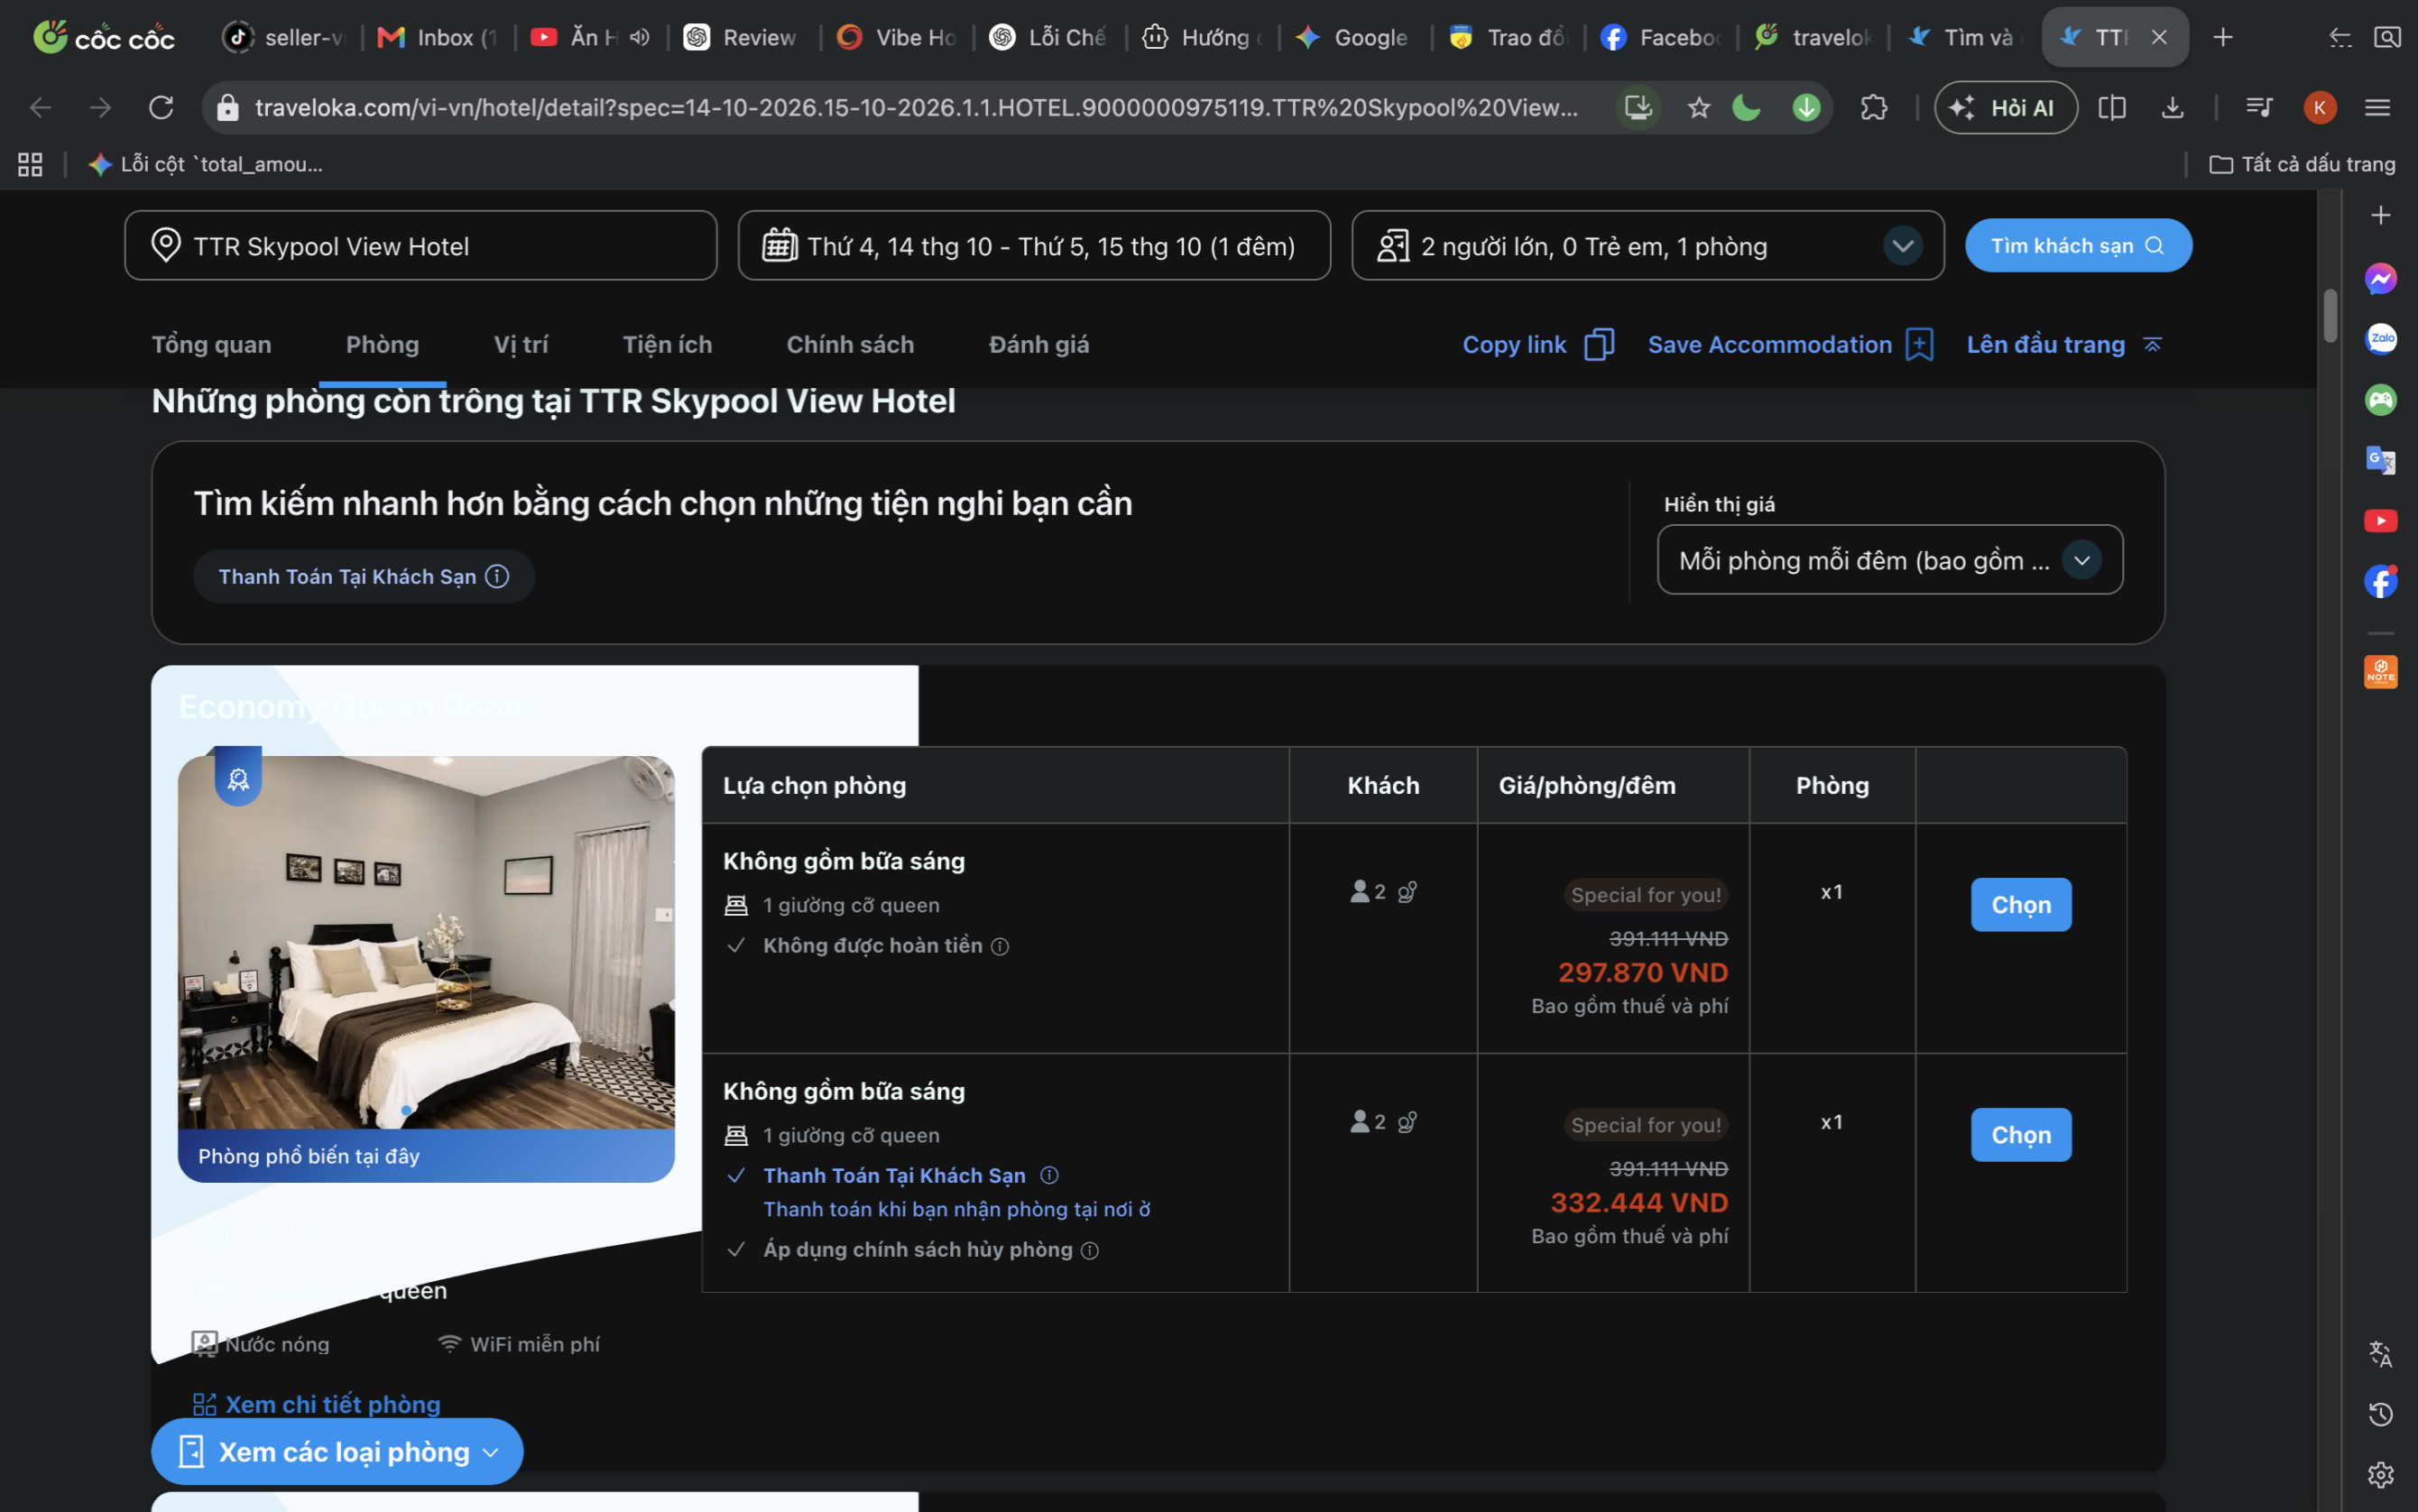 cốc cốc
seller-v
Inbox (1
Ăn H
Review
Vibe Ho
Lỗi Chế
Hướng
Google
Trao đổi
Faceboo
travelok
Tìm và
TTR
traveloka.com/vi-vn/hotel/detail?spec=14-10-2026.15-10-2026.1.1.HOTEL.9000000975119.TTR%20Skypool%20View...
Hỏi AI
K
Lỗi cột `total_amou...
Tất cả dấu trang
TTR Skypool View Hotel
Thứ 4, 14 thg 10 - Thứ 5, 15 thg 10 (1 đêm)
2 người lớn, 0 Trẻ em, 1 phòng
Tìm khách sạn
Tổng quan
Phòng
Vị trí
Tiện ích
Chính sách
Đánh giá
Copy link
Save Accommodation
Lên đầu trang
Những phòng còn trống tại TTR Skypool View Hotel
Tìm kiếm nhanh hơn bằng cách chọn những tiện nghi bạn cần
Thanh Toán Tại Khách Sạn
Hiển thị giá
Mỗi phòng mỗi đêm (bao gồm ...
Economy Queen Room
Phòng phổ biến tại đây
queen
Nước nóng
WiFi miễn phí
Xem chi tiết phòng
Xem các loại phòng
Lựa chọn phòng
Khách
Giá/phòng/đêm
Phòng
Không gồm bữa sáng
1 giường cỡ queen
Không được hoàn tiền
2
Special for you!
391.111 VND
297.870 VND
Bao gồm thuế và phí
x1
Chọn
Không gồm bữa sáng
1 giường cỡ queen
Thanh Toán Tại Khách Sạn
Thanh toán khi bạn nhận phòng tại nơi ở
Áp dụng chính sách hủy phòng
2
Special for you!
391.111 VND
332.444 VND
Bao gồm thuế và phí
x1
Chọn
Zalo
NOTE